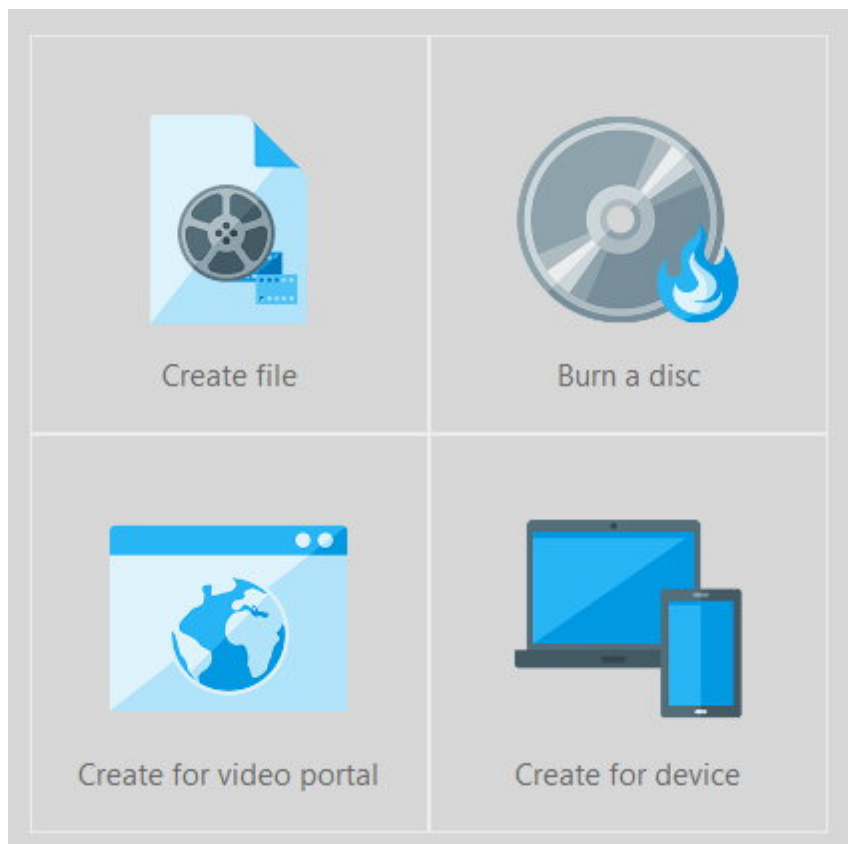 Create file
Burn a disc
Create for video portal
Create for device